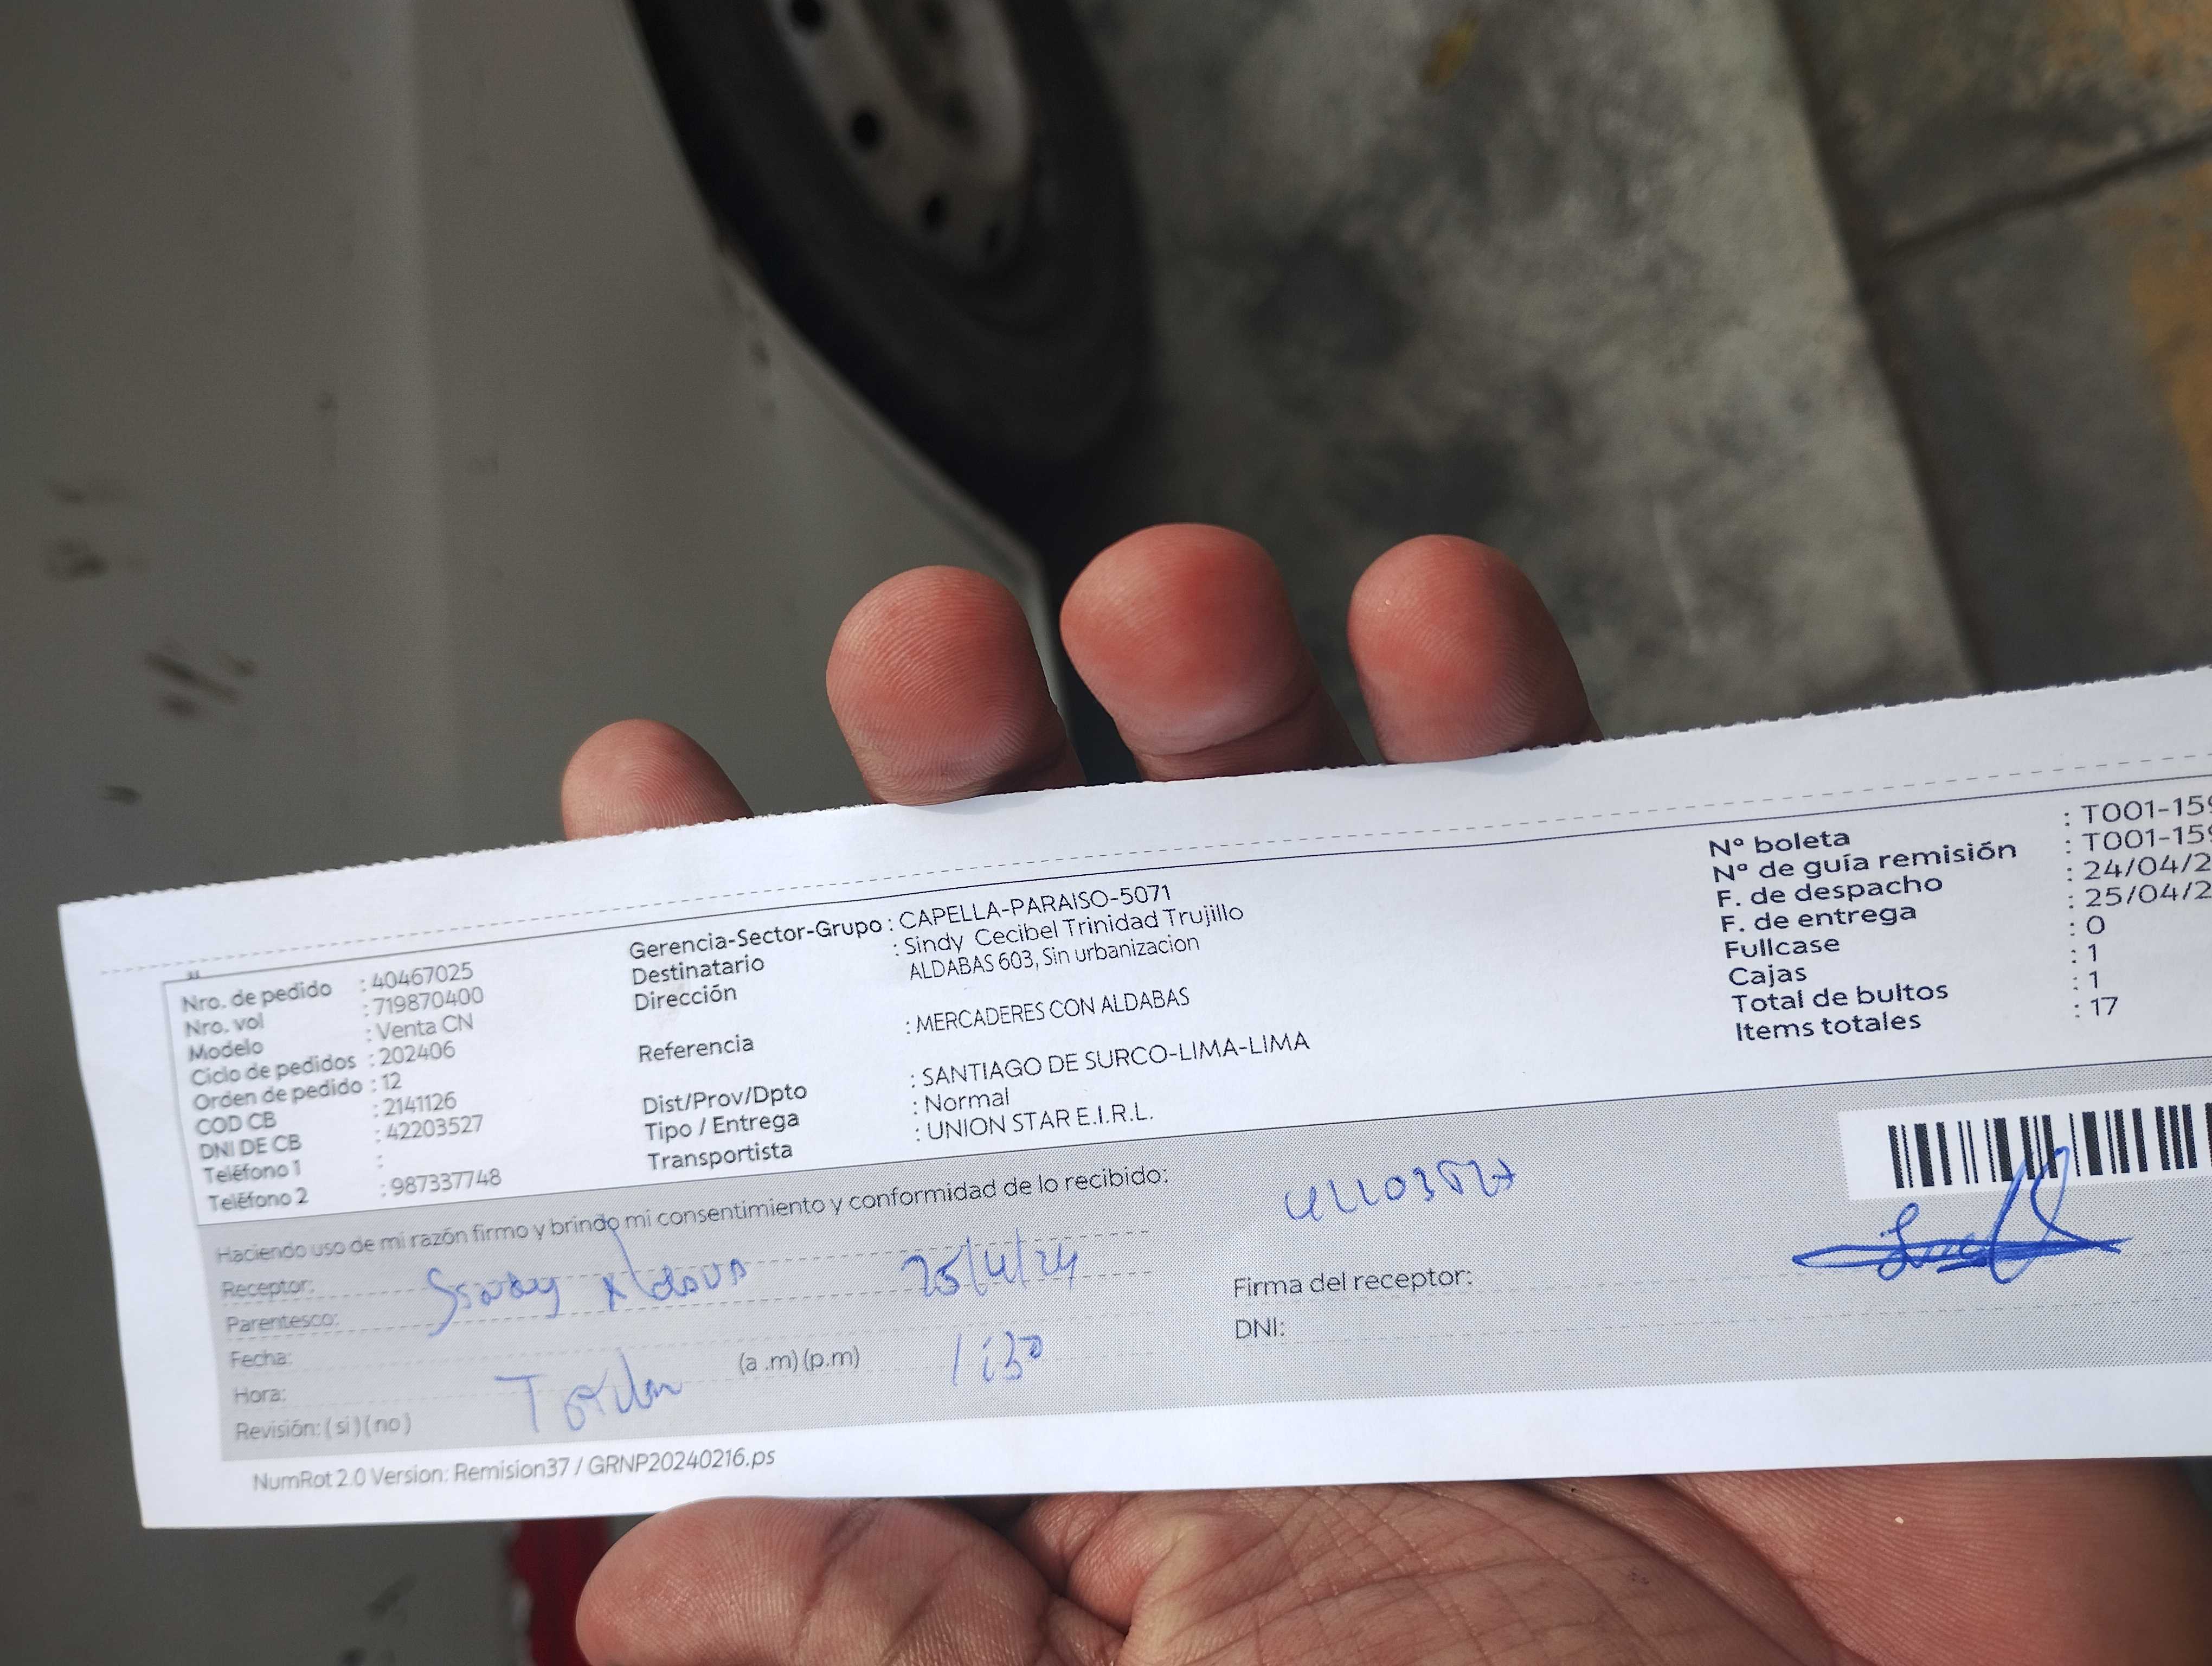 Nro. de pedido : 40467025
Nro. vol : 719870400
Modelo : Venta CN
Ciclo de pedidos : 202406
Orden de pedido : 12
COD CB : 2141126
DNI DE CB : 42203527
Teléfono 1 :
Teléfono 2 : 987337748
Gerencia-Sector-Grupo : CAPELLA-PARAISO-5071
Destinatario : Sindy Cecibel Trinidad Trujillo
Dirección ALDABAS 603, Sin urbanizacion
Referencia : MERCADERES CON ALDABAS
Dist/Prov/Dpto : SANTIAGO DE SURCO-LIMA-LIMA
Tipo / Entrega : Normal
Transportista : UNION STAR E.I.R.L.
Nº boleta : T001-159
Nº de guía remisión : T001-159
F. de despacho : 24/04/2
F. de entrega : 25/04/2
Fullcase : 0
Cajas : 1
Total de bultos : 1
Items totales : 17
Haciendo uso de mi razón firmo y brindo mi consentimiento y conformidad de lo recibido:
Receptor:
Parentesco: 25/4/24
Fecha:
Hora: (a .m) (p.m) 1:30
Revisión: ( si ) ( no )
Firma del receptor:
DNI:
NumRot 2.0 Version: Remision37 / GRNP20240216.ps